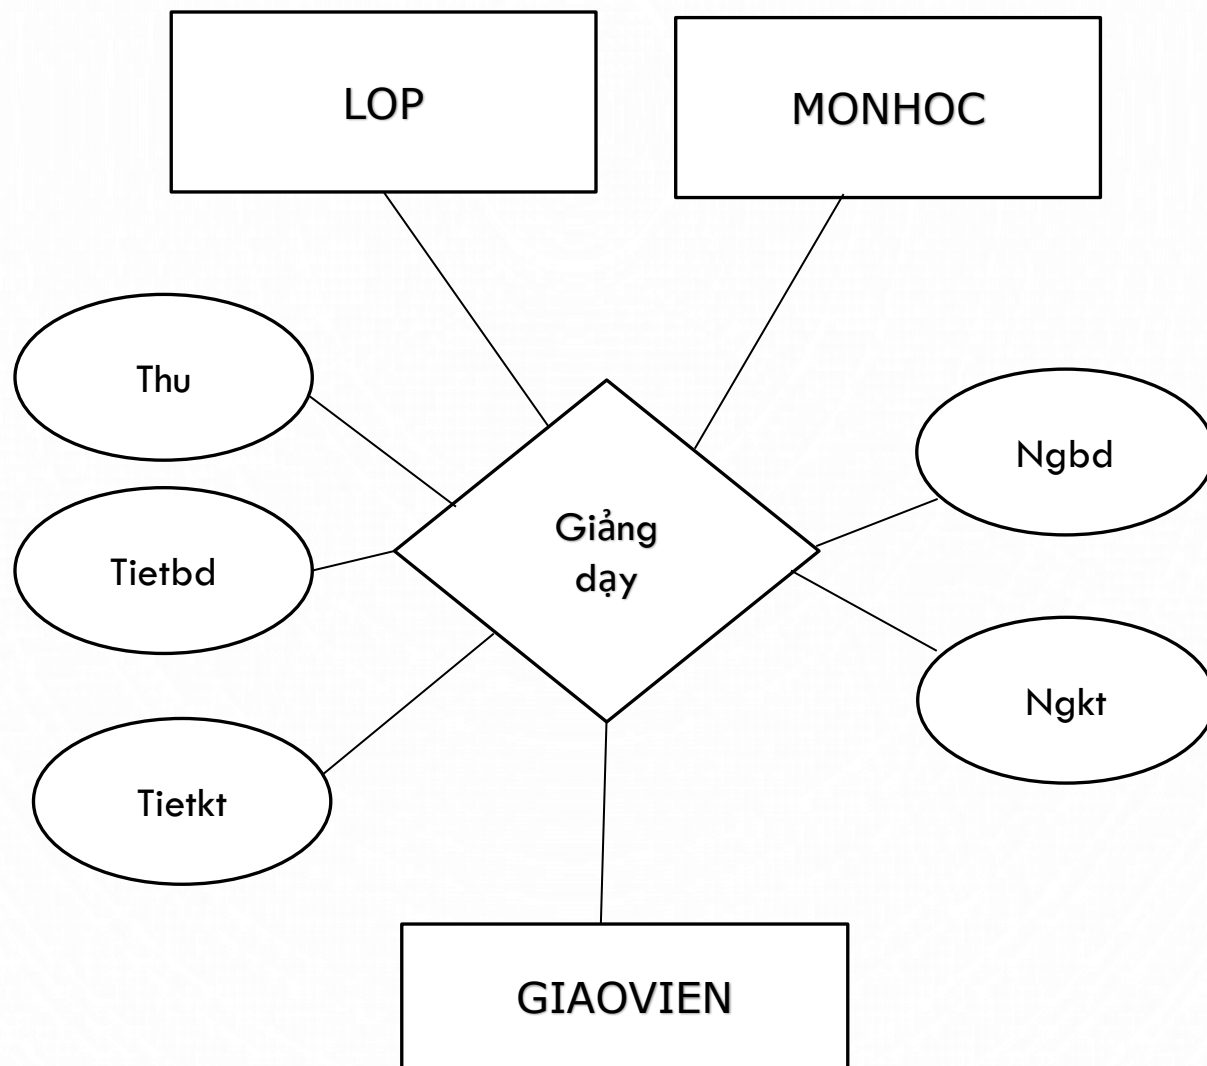 LOP
MONHOC
Thu
Ngbd
Giảng
dạy
Tietbd
Ngkt
Tietkt
GIAOVIEN